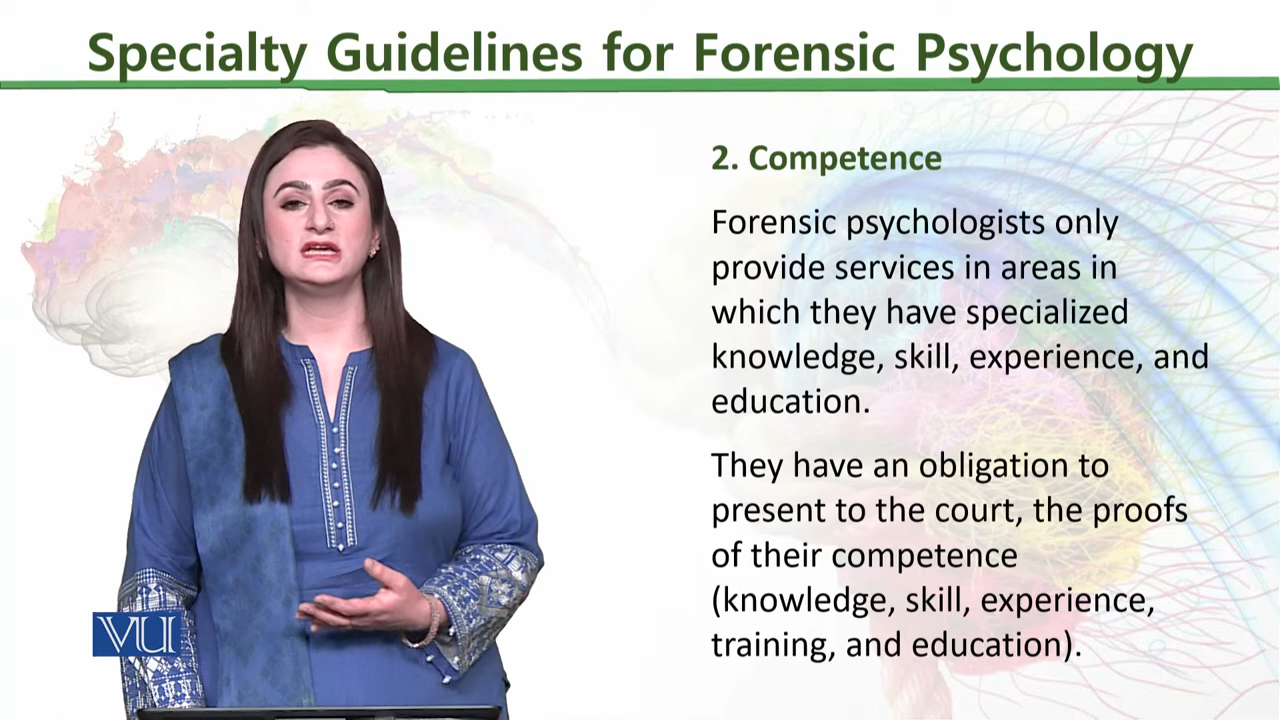 Specialty Guidelines for Forensic Psychology
2. Competence
Forensic psychologists only
provide services in areas in
which they have specialized
knowledge, skill, experience, and
education.
They have an obligation to
present to the court, the proofs
of their competence
(knowledge, skill, experience,
training, and education).
VU